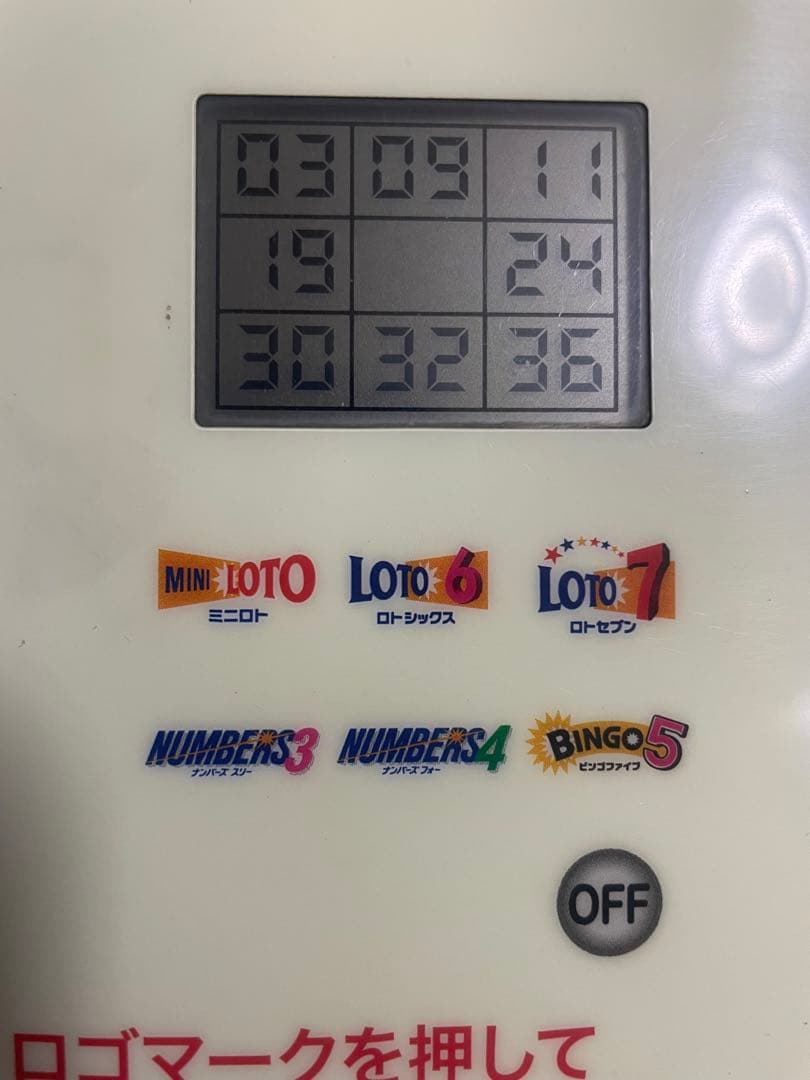 03 09 11
19 24
30 32 36
MINI LOTO LOTO 6 LOTO 7
ミニロト ロトシックス ロトセブン
NUMBERS3 NUMBERS4 BINGO5
ナンバーズ スリー ナンバーズ フォー ビンゴファイブ
OFF
ロゴマークを押して